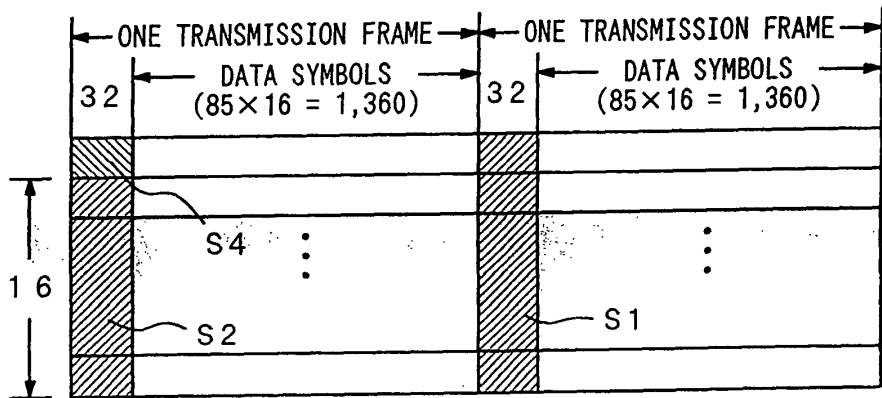 ONE TRANSMISSION FRAME ONE TRANSMISSION FRAME
32 DATA SYMBOLS 32 DATA SYMBOLS
(85×16 = 1,360) (85×16 = 1,360)
S4
16
S2 S1